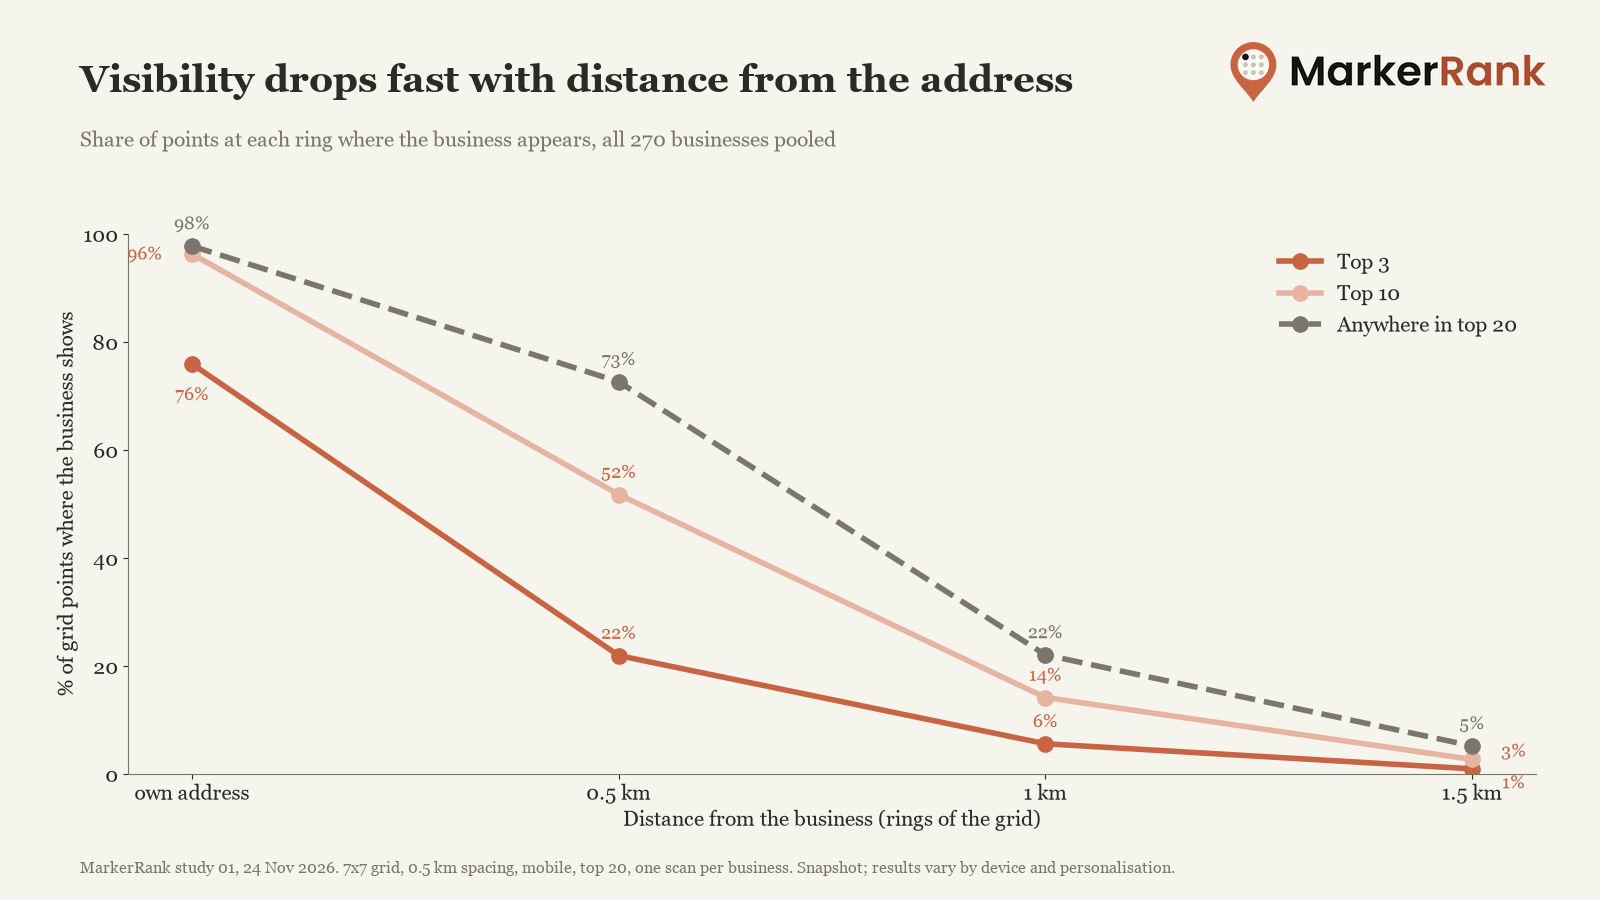 Visibility drops fast with distance from the address
MarkerRank
Share of points at each ring where the business appears, all 270 businesses pooled
% of grid points where the business shows
100
80
60
40
20
0
98%
96%
76%
73%
52%
22%
22%
14%
6%
5%
3%
1%
Top 3
Top 10
Anywhere in top 20
own address
0.5 km
1 km
1.5 km
Distance from the business (rings of the grid)
MarkerRank study 01, 24 Nov 2026. 7x7 grid, 0.5 km spacing, mobile, top 20, one scan per business. Snapshot; results vary by device and personalisation.